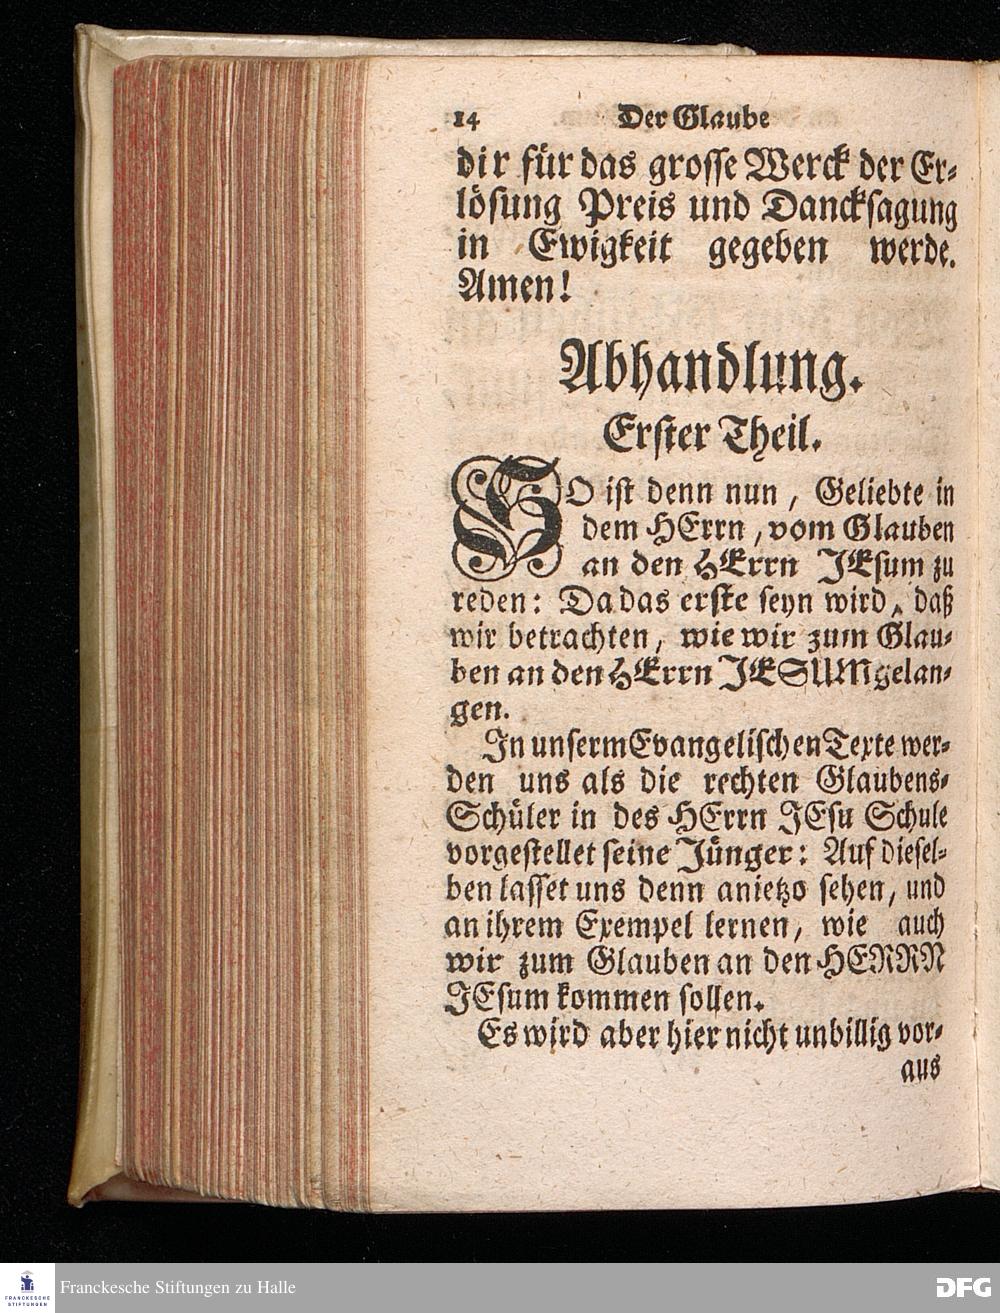 14 Der Glaube
dir für das grosse Werck der Er-
lösung Preis und Dancksagung
in Ewigkeit gegeben werde.
Amen!
Abhandlung.
Erster Theil.
SO ist denn nun, Geliebte in
dem HErrn, vom Glauben
an den HErrn JEsum zu
reden: Da das erste seyn wird, daß
wir betrachten, wie wir zum Glau-
ben an den HErrn JESUM gelan-
gen.
In unserm Evangelischen Texte wer-
den uns als die rechten Glaubens-
Schüler in des HErrn JEsu Schule
vorgestellet seine Jünger: Auf diesel-
ben lasset uns denn anietzo sehen, und
an ihrem Exempel lernen, wie auch
wir zum Glauben an den HERRN
JEsum kommen sollen.
Es wird aber hier nicht unbillig vor-
aus
Franckesche Stiftungen zu Halle
FRANCKESCHE
STIFTUNGEN
DFG